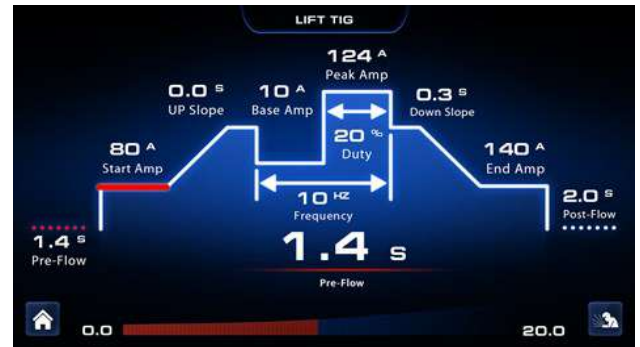 LIFT TIG
124 A
Peak Amp
0.0 S
UP Slope
10 A
Base Amp
0.3 S
Down Slope
20 %
Duty
80 A
Start Amp
140 A
End Amp
10 HZ
Frequency
2.0 S
Post-Flow
1.4 S
Pre-Flow
1.4 S
Pre-Flow
0.0
20.0